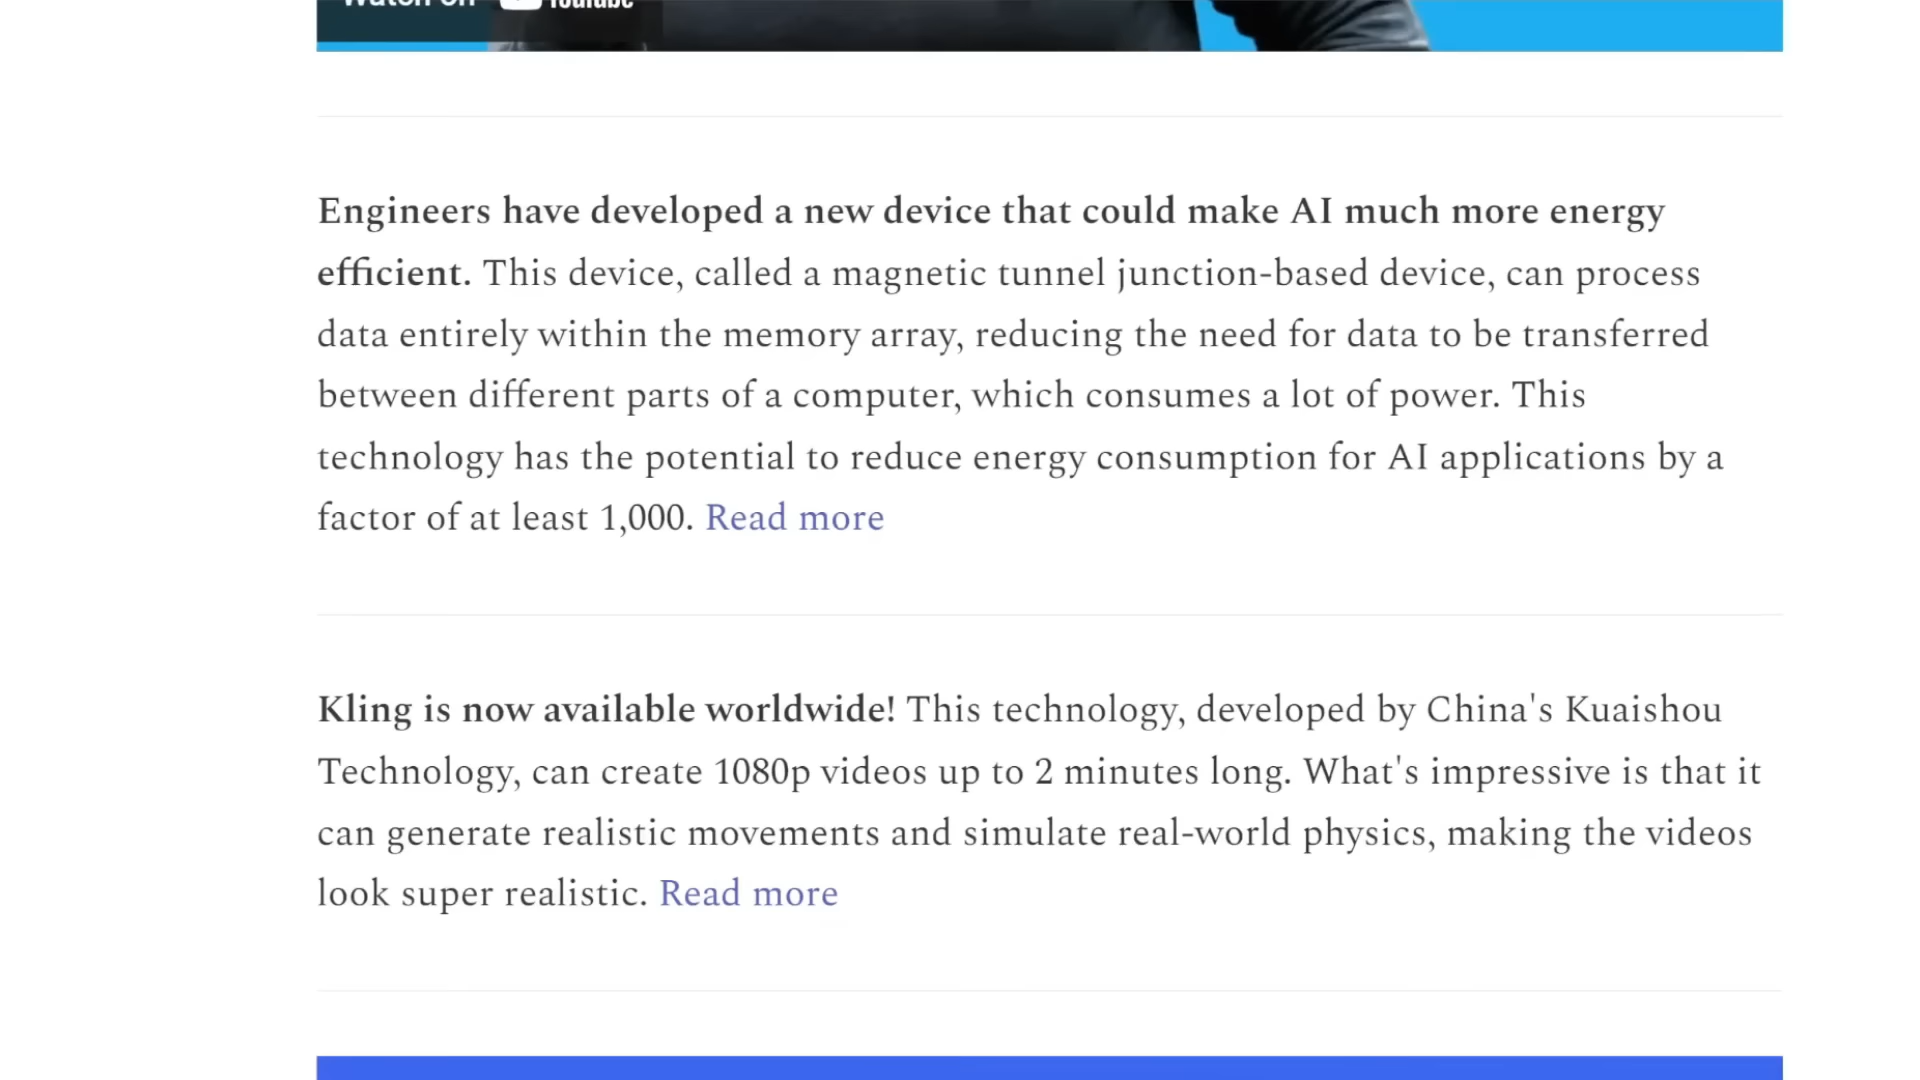 Watch on YouTube
Engineers have developed a new device that could make AI much more energy
efficient. This device, called a magnetic tunnel junction-based device, can process
data entirely within the memory array, reducing the need for data to be transferred
between different parts of a computer, which consumes a lot of power. This
technology has the potential to reduce energy consumption for AI applications by a
factor of at least 1,000. Read more
Kling is now available worldwide! This technology, developed by China's Kuaishou
Technology, can create 1080p videos up to 2 minutes long. What's impressive is that it
can generate realistic movements and simulate real-world physics, making the videos
look super realistic. Read more